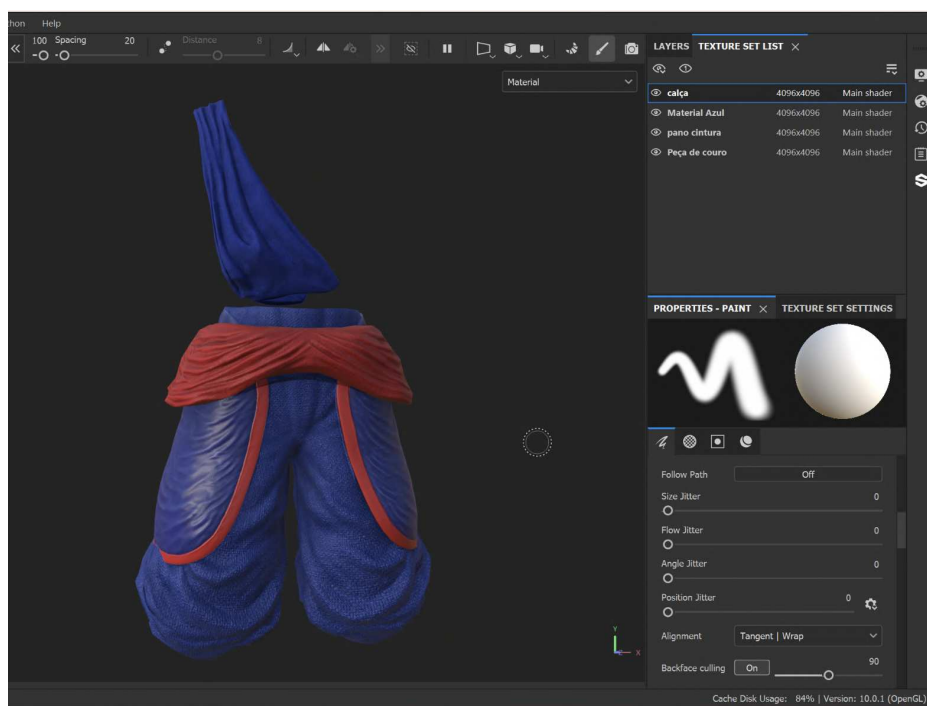 thon Help
100 Spacing 20 Distance 8
Material
LAYERS TEXTURE SET LIST ×
calça 4096x4096 Main shader
Material Azul 4096x4096 Main shader
pano cintura 4096x4096 Main shader
Peça de couro 4096x4096 Main shader
PROPERTIES - PAINT × TEXTURE SET SETTINGS
Follow Path Off
Size Jitter 0
Flow Jitter 0
Angle Jitter 0
Position Jitter 0
Alignment Tangent | Wrap
Backface culling On 90
Y
X
Cache Disk Usage: 84% | Version: 10.0.1 (OpenGL)